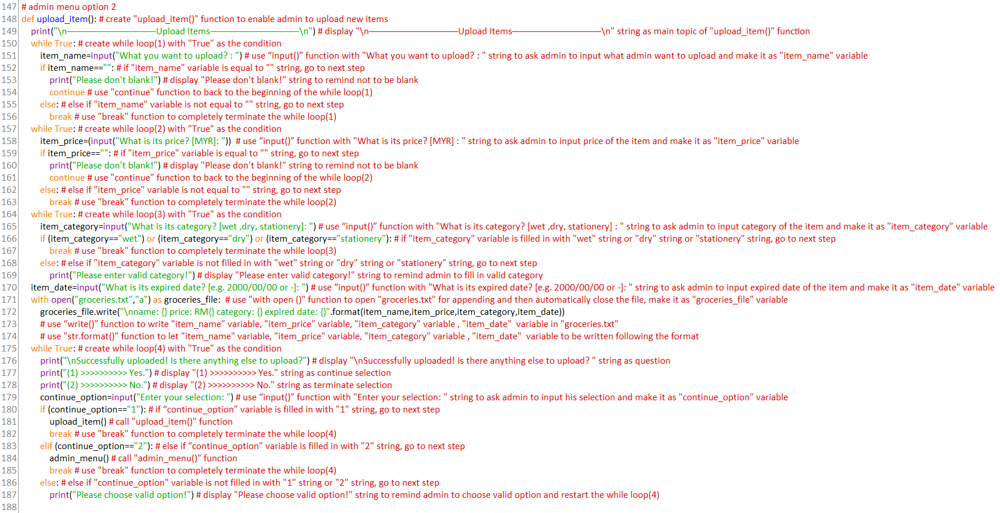 147 # admin menu option 2
148 def upload_item(): # create "upload_item()" function to enable admin to upload new items
149     print("\n———————————Upload Items———————————\n") # display "\n———————————Upload Items———————————\n" string as main topic of "upload_item()" function
150     while True: # create while loop(1) with "True" as the condition
151         item_name=input("What you want to upload? : ") # use “input()” function with "What you want to upload? : " string to ask admin to input what admin want to upload and make it as "item_name" variable
152         if item_name=="": # if "item_name" variable is equal to "" string, go to next step
153             print("Please don't blank!") # display "Please don't blank!" string to remind not to be blank
154             continue # use "continue" function to back to the beginning of the while loop(1)
155         else: # else if "item_name" variable is not equal to "" string, go to next step
156             break # use "break" function to completely terminate the while loop(1)
157     while True: # create while loop(2) with "True" as the condition
158         item_price=(input("What is its price? [MYR]: "))  # use “input()” function with "What is its price? [MYR] : " string to ask admin to input price of the item and make it as "item_price" variable
159         if item_price=="": # if "item_price" variable is equal to "" string, go to next step
160             print("Please don't blank!") # display "Please don't blank!" string to remind not to be blank
161             continue # use "continue" function to back to the beginning of the while loop(2)
162         else: # else if "item_price" variable is not equal to "" string, go to next step
163             break # use "break" function to completely terminate the while loop(2)
164     while True: # create while loop(3) with "True" as the condition
165         item_category=input("What is its category? [wet ,dry, stationery]: ") # use “input()” function with "What is its category? [wet ,dry, stationery] : " string to ask admin to input category of the item and make it as "item_category" variable
166         if (item_category=="wet") or (item_category=="dry") or (item_category=="stationery"): # if "item_category" variable is filled in with "wet" string or "dry" string or "stationery" string, go to next step
167             break # use "break" function to completely terminate the while loop(3)
168         else: # else if "item_category" variable is not filled in with "wet" string or "dry" string or "stationery" string, go to next step
169             print("Please enter valid category!") # display "Please enter valid category!" string to remind admin to fill in valid category
170     item_date=input("What is its expired date? [e.g. 2000/00/00 or -]: ") # use “input()” function with "What is its expired date? [e.g. 2000/00/00 or -]: " string to ask admin to input expired date of the item and make it as "item_date" variable
171     with open("groceries.txt","a") as groceries_file:  # use "with open ()" function to open "groceries.txt" for appending and then automatically close the file, make it as "groceries_file" variable
172         groceries_file.write("\nname: {} price: RM{} category: {} expired date: {}".format(item_name,item_price,item_category,item_date))
173         # use “write()” function to write "item_name" variable, "item_price" variable, "item_category" variable , "item_date"  variable in "groceries.txt"
174         # use "str.format()" function to let "item_name" variable, "item_price" variable, "item_category" variable , "item_date"  variable to be written following the format
175     while True: # create while loop(4) with "True" as the condition
176         print("\nSuccessfully uploaded! Is there anything else to upload?") # display "\nSuccessfully uploaded! Is there anything else to upload? " string as question
177         print("(1) >>>>>>>>>> Yes.") # display "(1) >>>>>>>>>> Yes." string as continue selection
178         print("(2) >>>>>>>>>> No.") # display "(2) >>>>>>>>>> No." string as terminate selection
179         continue_option=input("Enter your selection: ") # use “input()” function with "Enter your selection: " string to ask admin to input his selection and make it as "continue_option" variable
180         if (continue_option=="1"): # if “continue_option" variable is filled in with "1" string, go to next step
181             upload_item() # call "upload_item()" function
182             break # use "break" function to completely terminate the while loop(4)
183         elif (continue_option=="2"): # else if “continue_option" variable is filled in with "2" string, go to next step
184             admin_menu() # call "admin_menu()" function
185             break # use "break" function to completely terminate the while loop(4)
186         else: # else if "continue_option" variable is not filled in with "1" string or "2" string, go to next step
187             print("Please choose valid option!") # display "Please choose valid option!" string to remind admin to choose valid option and restart the while loop(4)
188